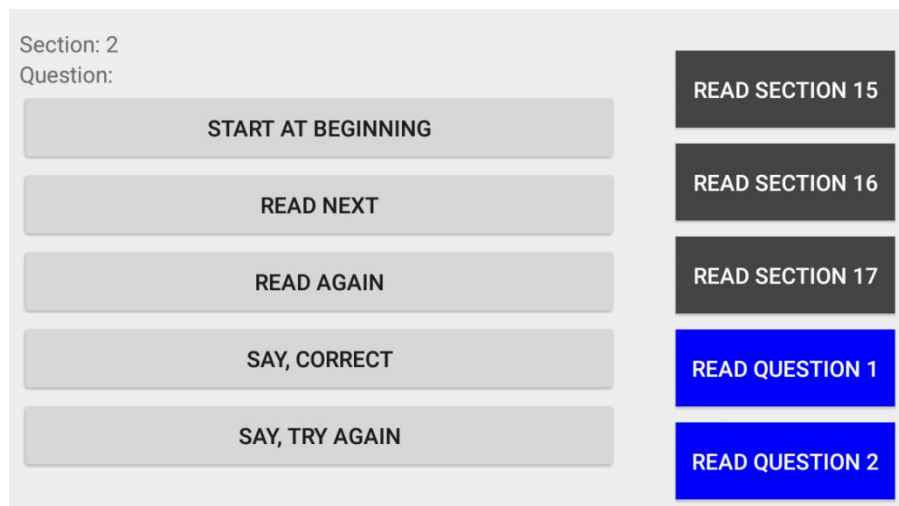 Section: 2
Question:
START AT BEGINNING
READ NEXT
READ AGAIN
SAY, CORRECT
SAY, TRY AGAIN
READ SECTION 15
READ SECTION 16
READ SECTION 17
READ QUESTION 1
READ QUESTION 2